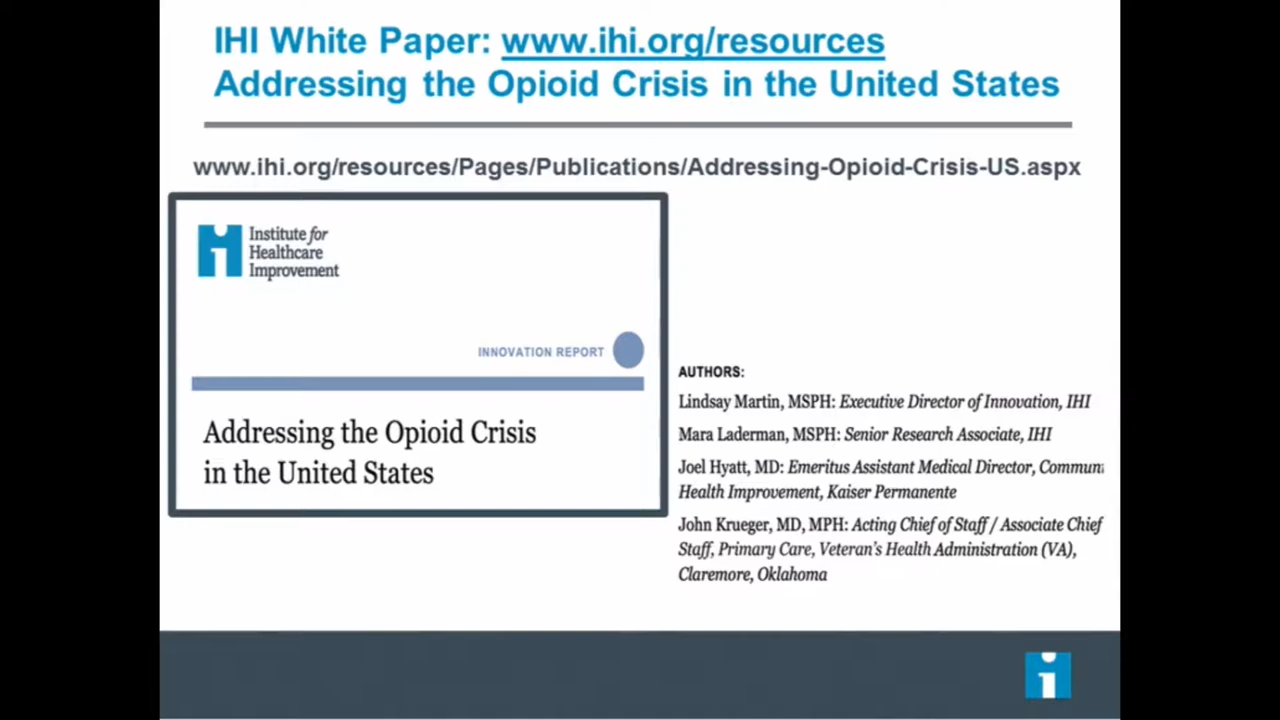 IHI White Paper: www.ihi.org/resources
Addressing the Opioid Crisis in the United States
www.ihi.org/resources/Pages/Publications/Addressing-Opioid-Crisis-US.aspx
Institute for
Healthcare
Improvement
INNOVATION REPORT
Addressing the Opioid Crisis
in the United States
AUTHORS:
Lindsay Martin, MSPH: Executive Director of Innovation, IHI
Mara Laderman, MSPH: Senior Research Associate, IHI
Joel Hyatt, MD: Emeritus Assistant Medical Director, Commun
Health Improvement, Kaiser Permanente
John Krueger, MD, MPH: Acting Chief of Staff / Associate Chief
Staff, Primary Care, Veteran's Health Administration (VA),
Claremore, Oklahoma